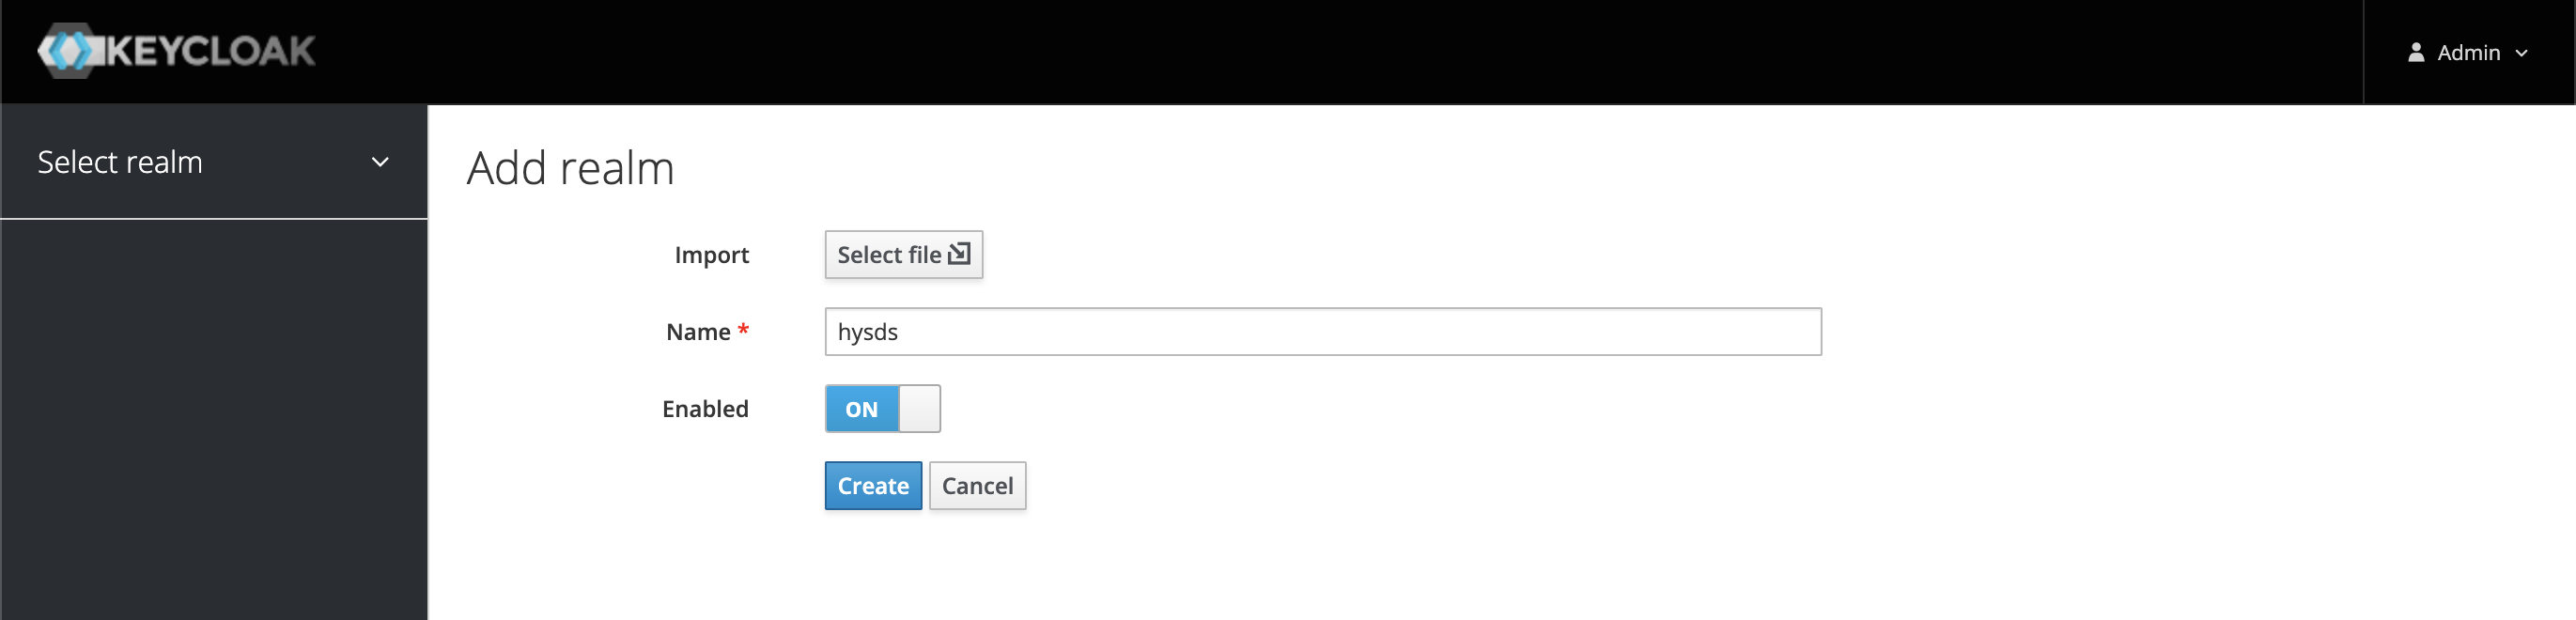 KEYCLOAK
Admin
Select realm
Add realm
Import Select file
Name * hysds
Enabled ON
Create Cancel